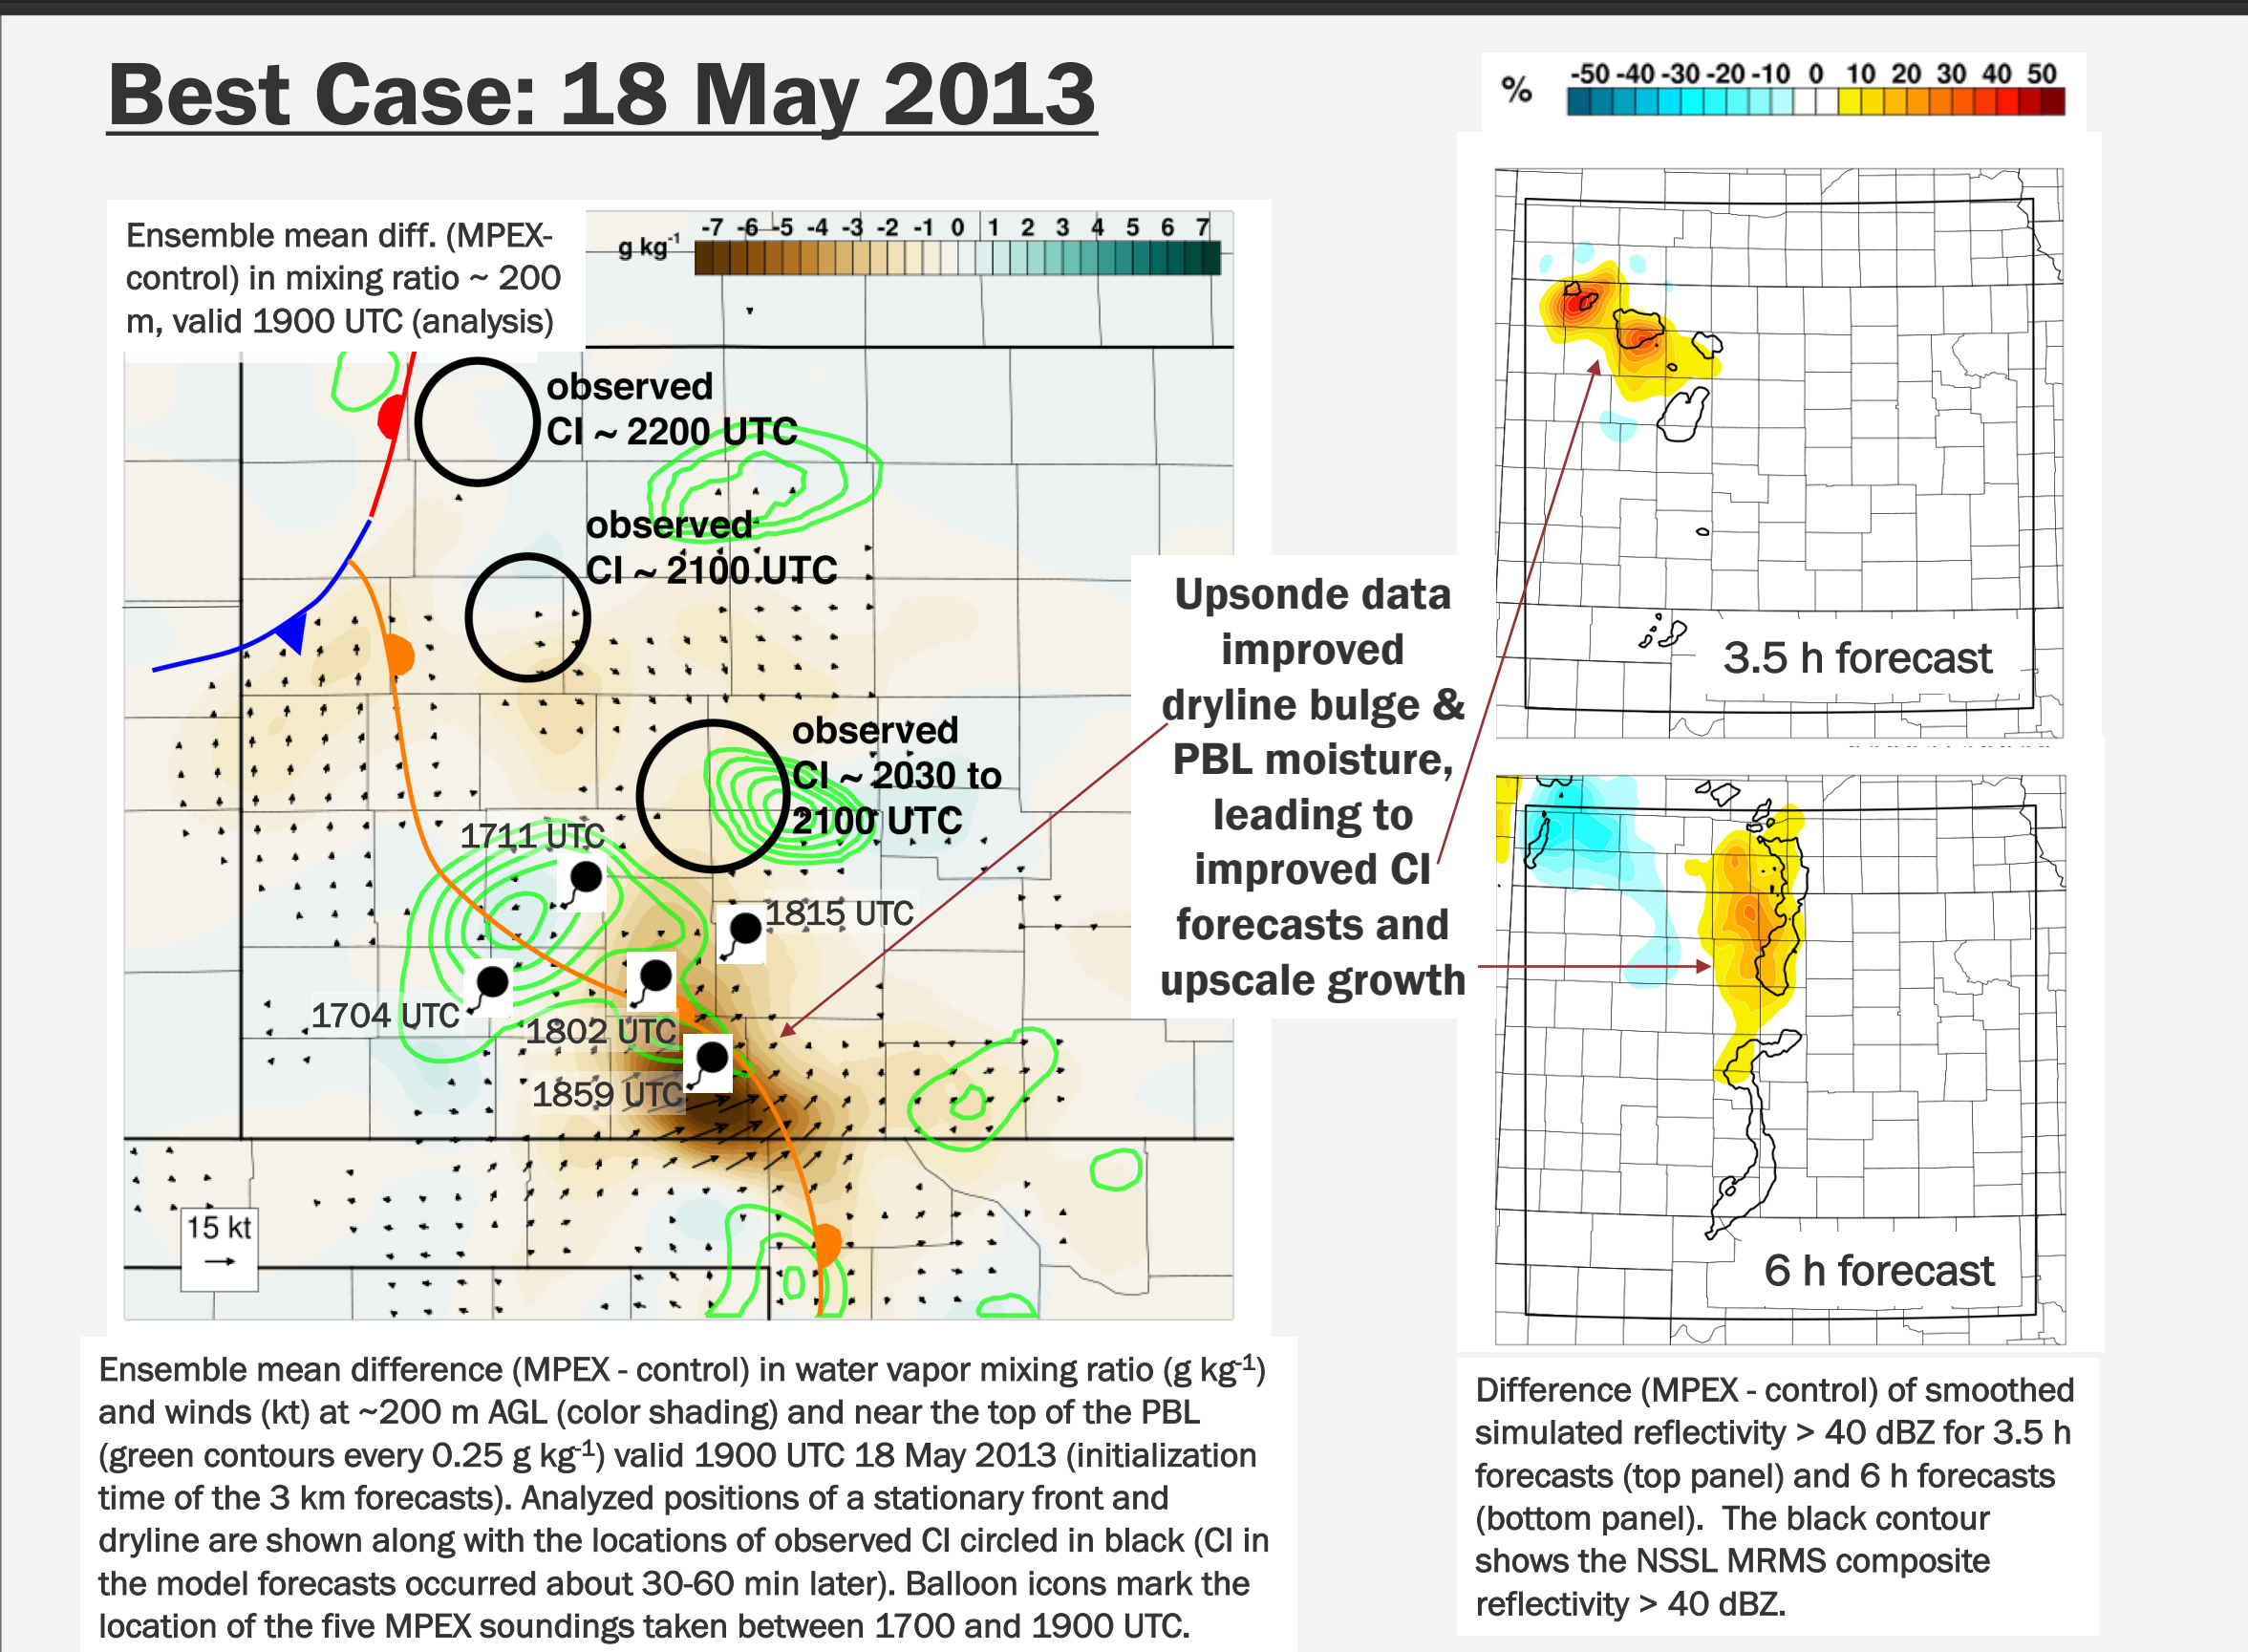 Best Case: 18 May 2013
Ensemble mean diff. (MPEX-
control) in mixing ratio ~ 200
m, valid 1900 UTC (analysis)
g kg-1
-7 -6 -5 -4 -3 -2 -1 0 1 2 3 4 5 6 7
observed
CI ~ 2200 UTC
observed
CI ~ 2100 UTC
observed
CI ~ 2030 to
2100 UTC
1711 UTC
1815 UTC
1704 UTC
1802 UTC
1859 UTC
15 kt
Upsonde data
improved
dryline bulge &
PBL moisture,
leading to
improved CI
forecasts and
upscale growth
% -50 -40 -30 -20 -10 0 10 20 30 40 50
3.5 h forecast
6 h forecast
Ensemble mean difference (MPEX - control) in water vapor mixing ratio (g kg-1)
and winds (kt) at ~200 m AGL (color shading) and near the top of the PBL
(green contours every 0.25 g kg-1) valid 1900 UTC 18 May 2013 (initialization
time of the 3 km forecasts). Analyzed positions of a stationary front and
dryline are shown along with the locations of observed CI circled in black (CI in
the model forecasts occurred about 30-60 min later). Balloon icons mark the
location of the five MPEX soundings taken between 1700 and 1900 UTC.
Difference (MPEX - control) of smoothed
simulated reflectivity > 40 dBZ for 3.5 h
forecasts (top panel) and 6 h forecasts
(bottom panel). The black contour
shows the NSSL MRMS composite
reflectivity > 40 dBZ.